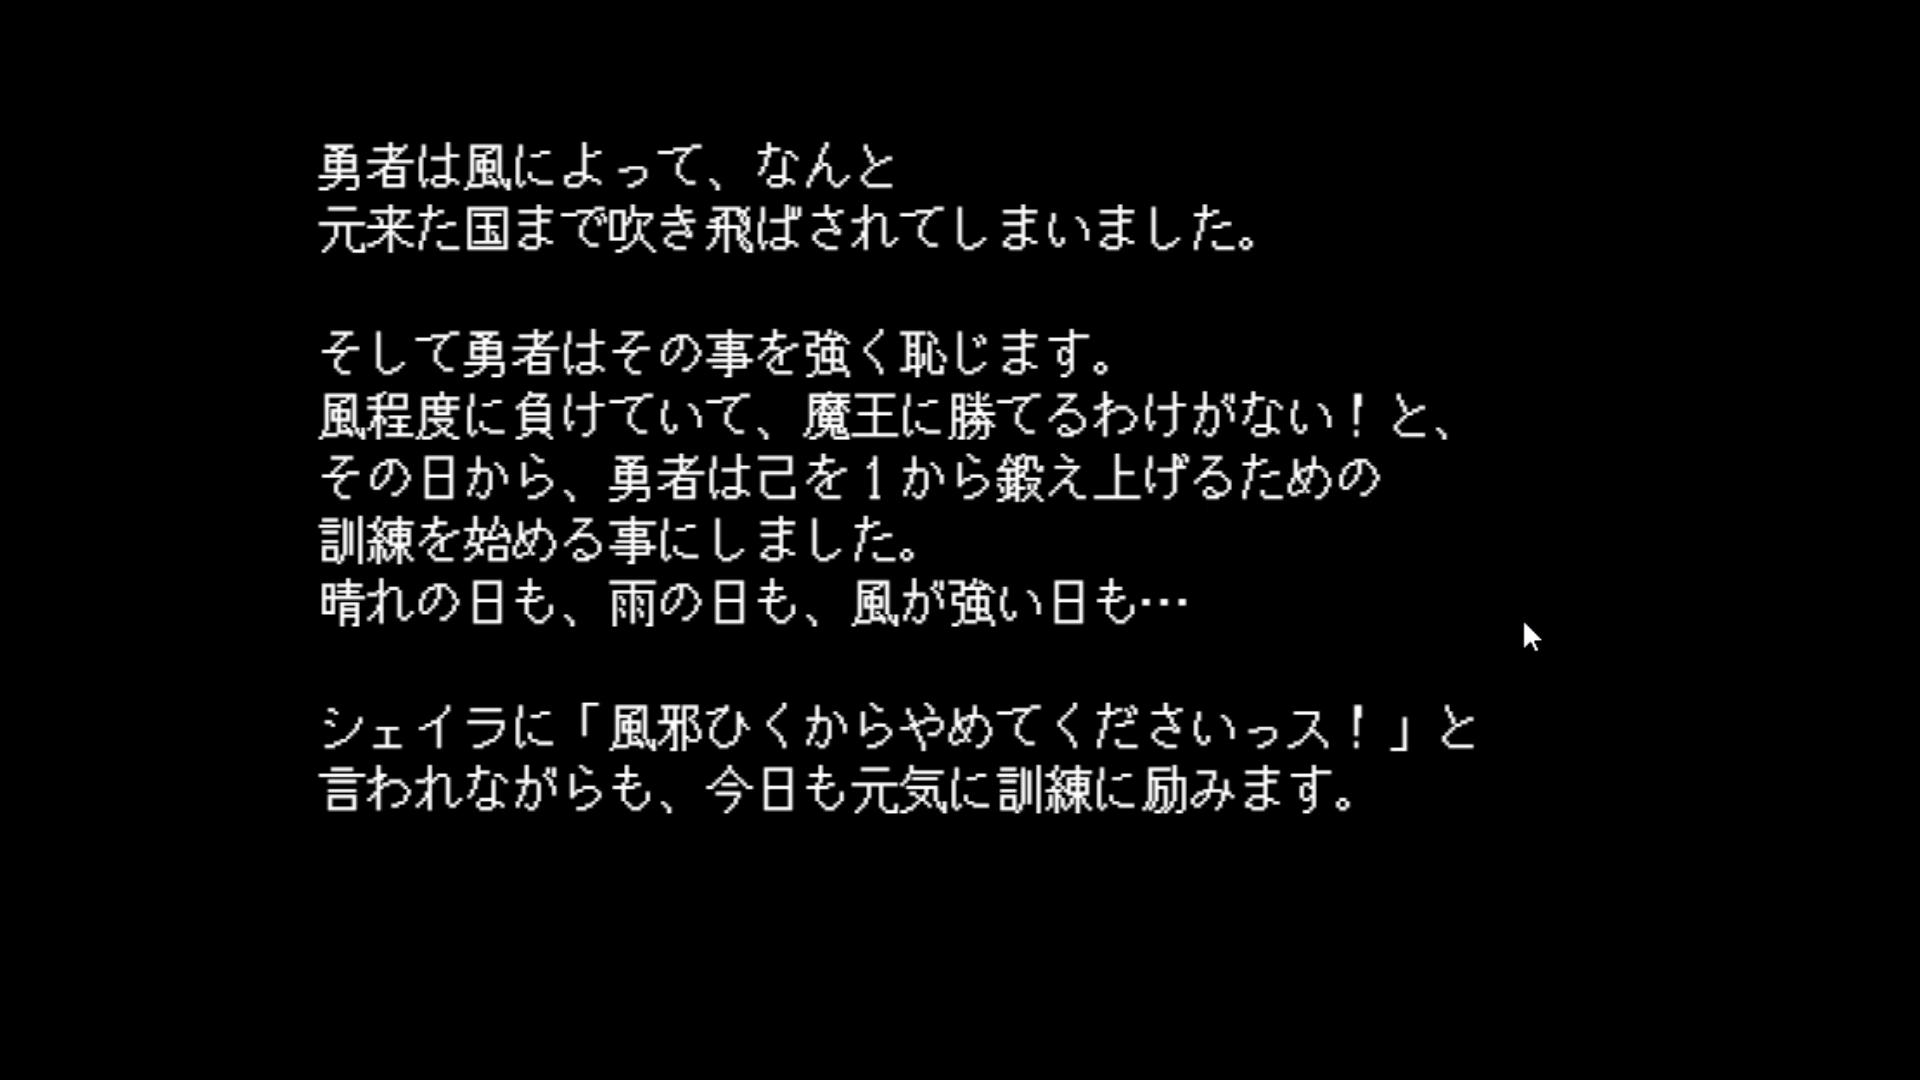 勇者は風によって、なんと
元来た国まで吹き飛ばされてしまいました。
そして勇者はその事を強く恥じます。
風程度に負けていて、魔王に勝てるわけがない！と、
その日から、勇者は己を１から鍛え上げるための
訓練を始める事にしました。
晴れの日も、雨の日も、風が強い日も…
シェイラに「風邪ひくからやめてくださいっス！」と
言われながらも、今日も元気に訓練に励みます。